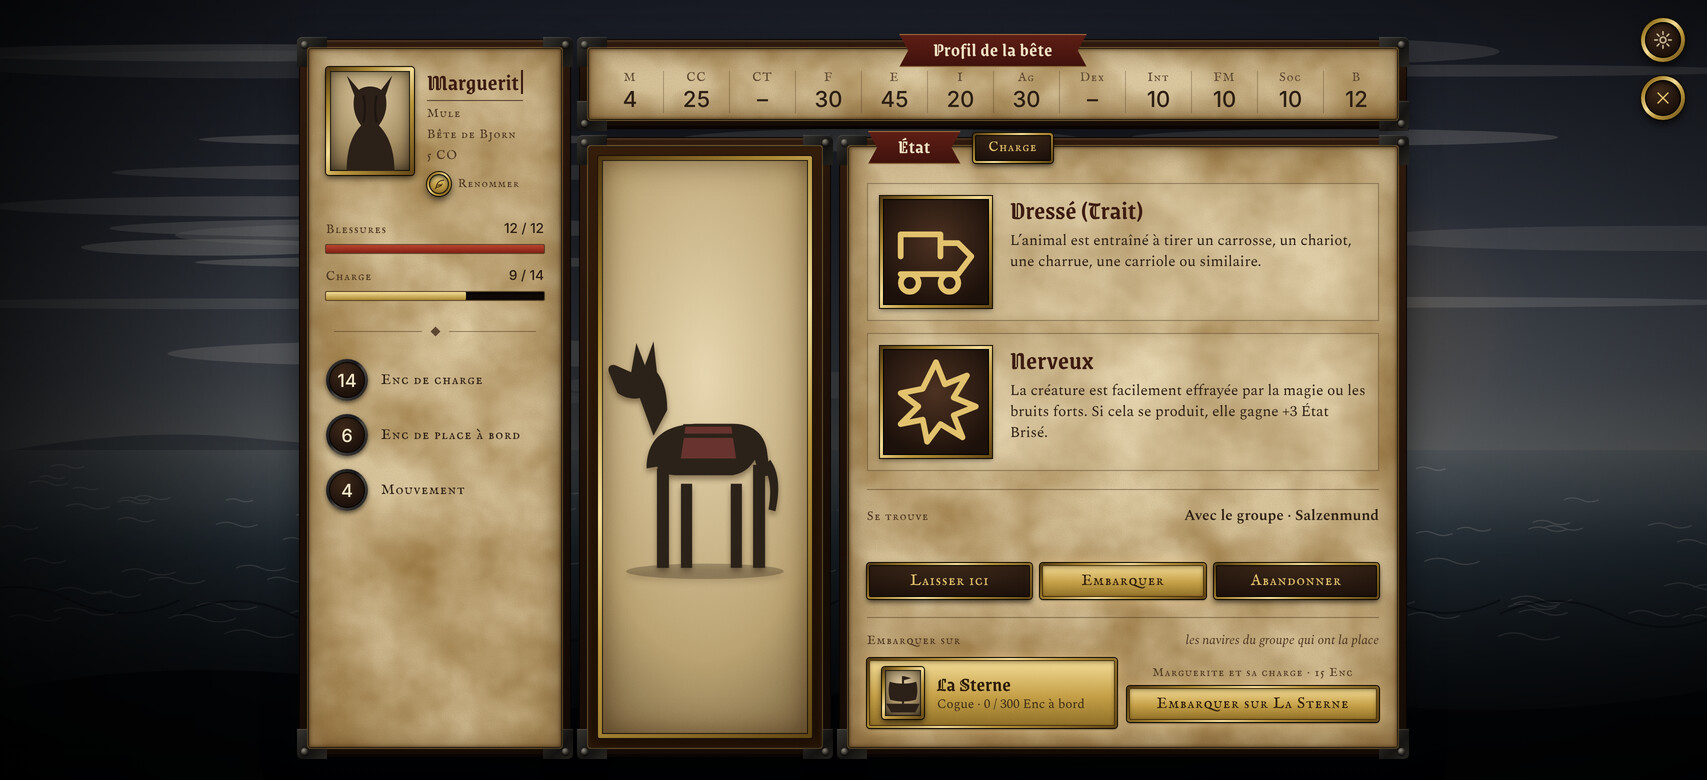 Marguerit
Mule
Bête de Bjorn
5 CO
Renommer
Blessures 12 / 12
Charge 9 / 14
14 Enc de charge
6 Enc de place à bord
4 Mouvement
Profil de la bête
M CC CT F E I Ag Dex Int FM Soc B
4 25 – 30 45 20 30 – 10 10 10 12
État
Charge
Dressé (Trait)
L'animal est entraîné à tirer un carrosse, un chariot,
une charrue, une carriole ou similaire.
Nerveux
La créature est facilement effrayée par la magie ou les
bruits forts. Si cela se produit, elle gagne +3 État
Brisé.
Se trouve
Avec le groupe · Salzenmund
Laisser ici
Embarquer
Abandonner
Embarquer sur
les navires du groupe qui ont la place
La Sterne
Cogue · 0 / 300 Enc à bord
Marguerite et sa charge · 15 Enc
Embarquer sur La Sterne